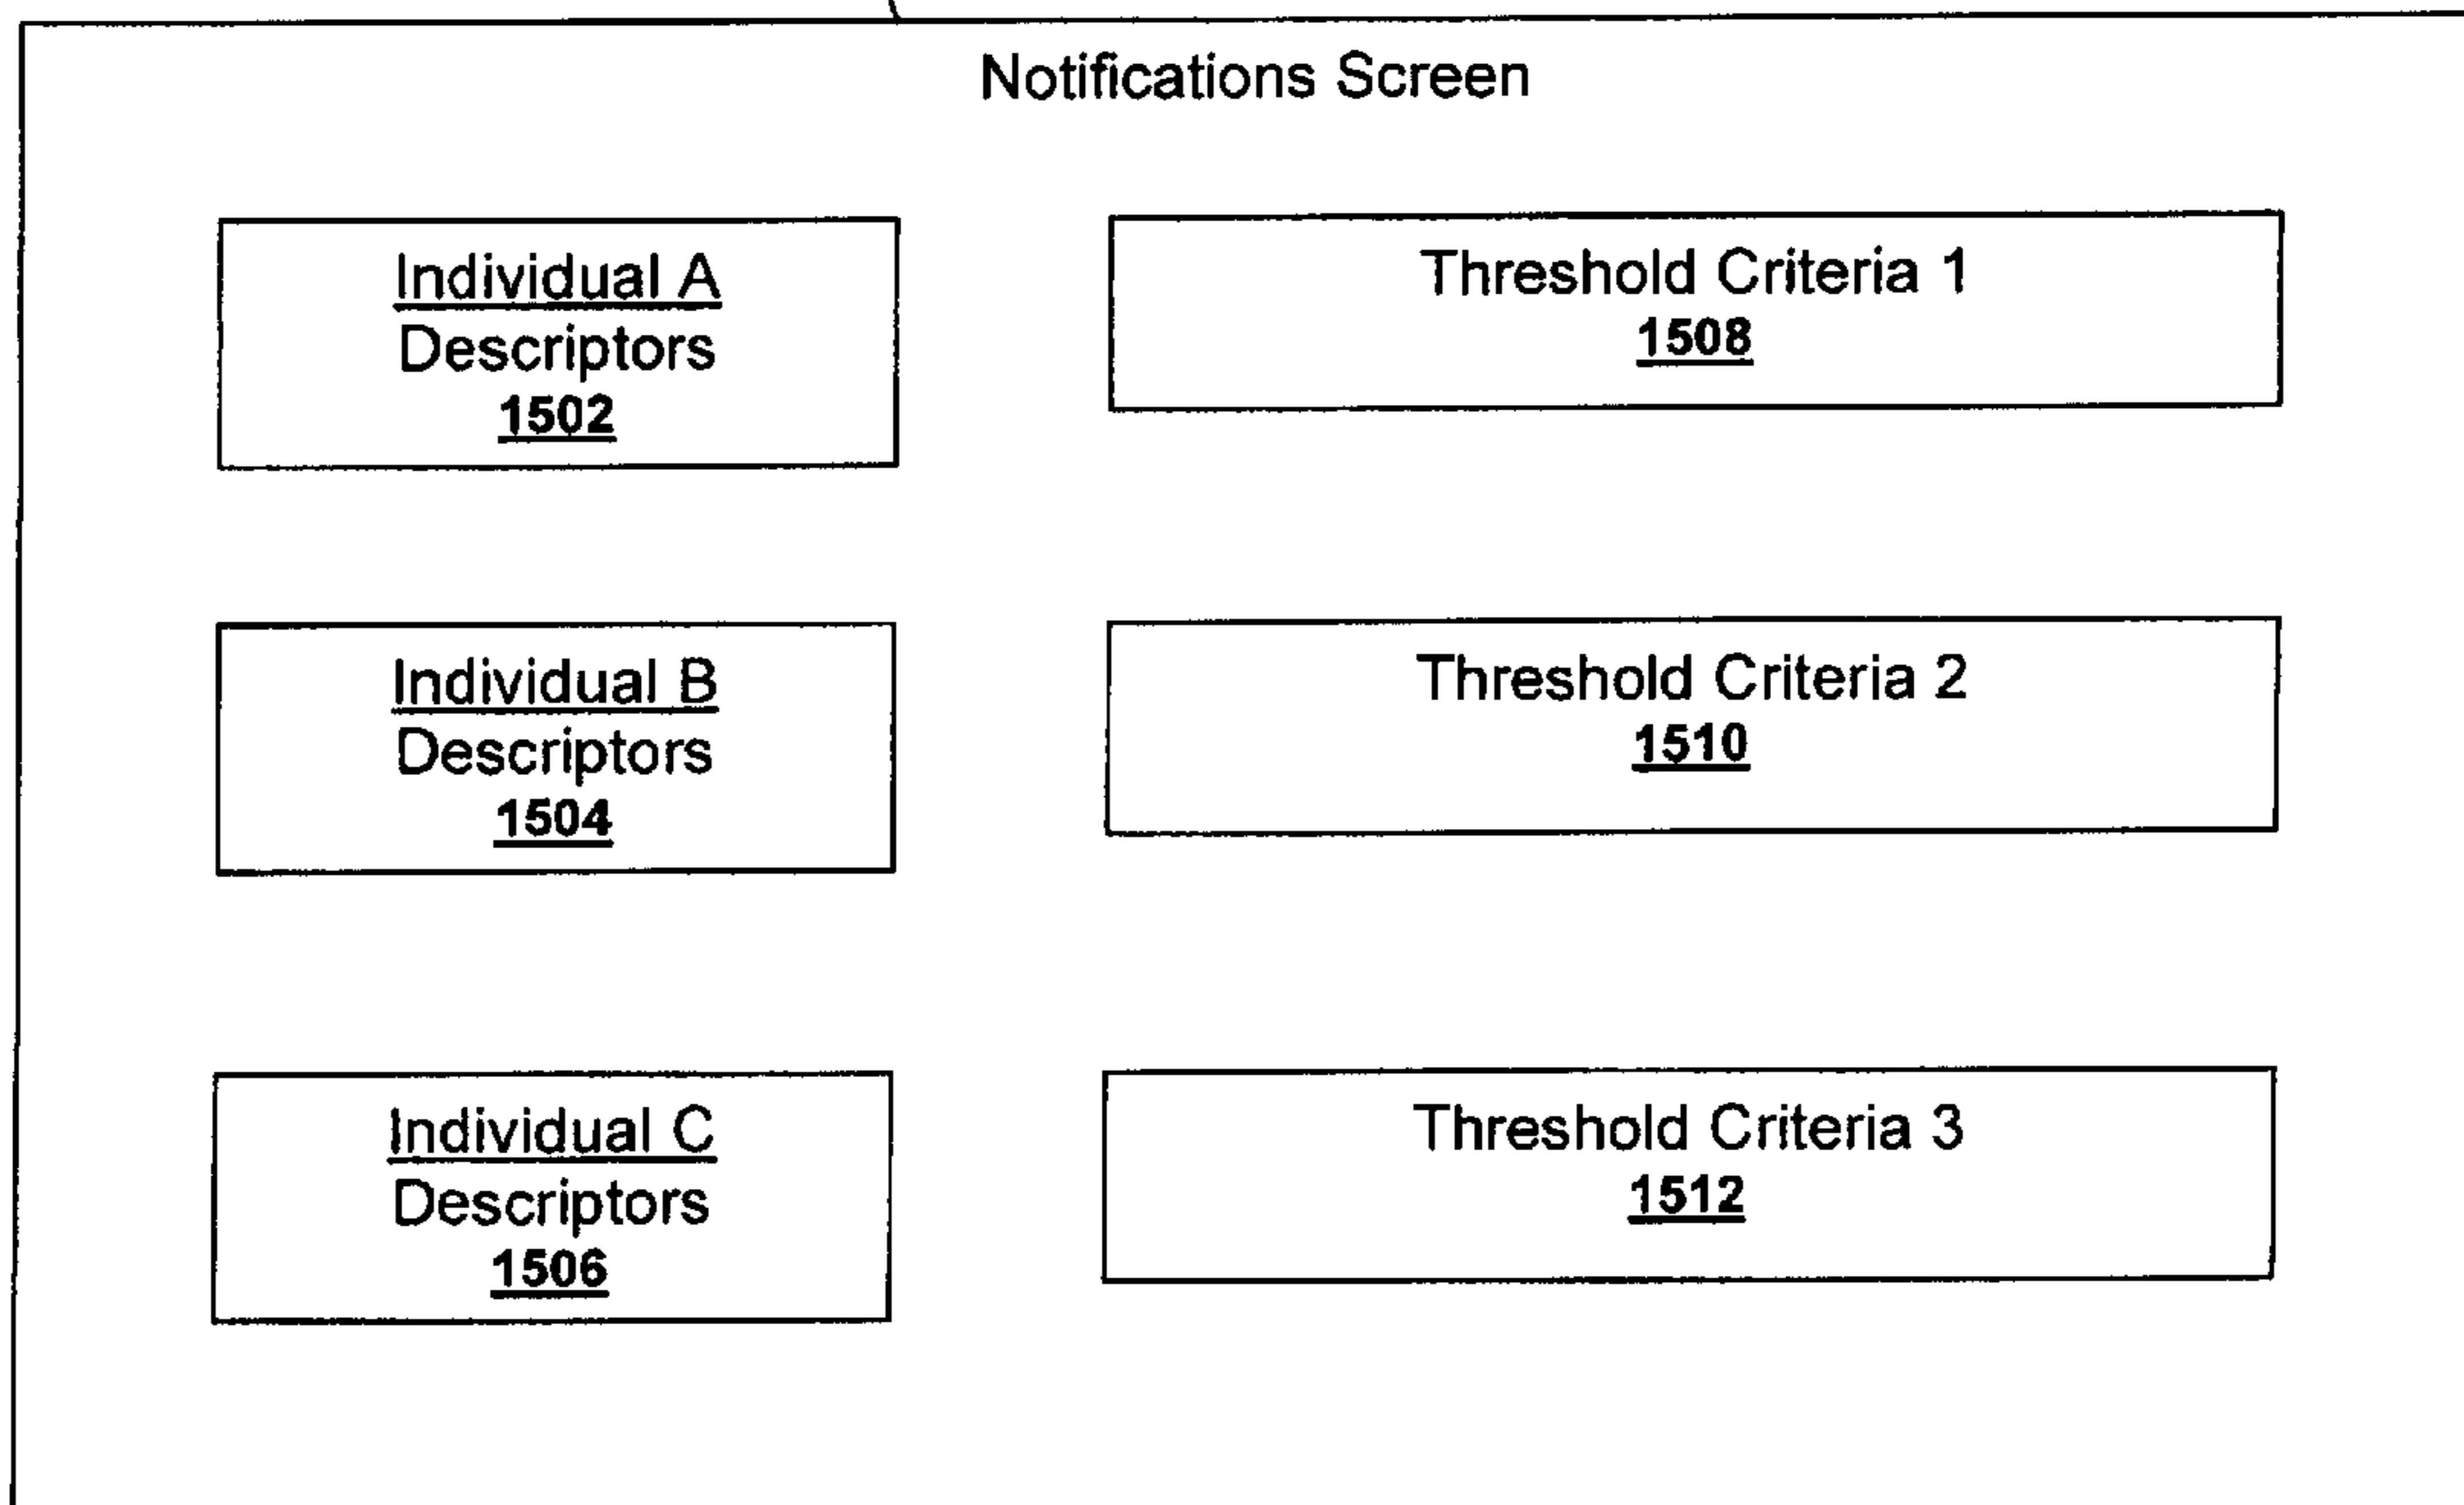 Notifications Screen
Individual A
Descriptors
1502
Threshold Criteria 1
1508
Individual B
Descriptors
1504
Threshold Criteria 2
1510
Individual C
Descriptors
1506
Threshold Criteria 3
1512